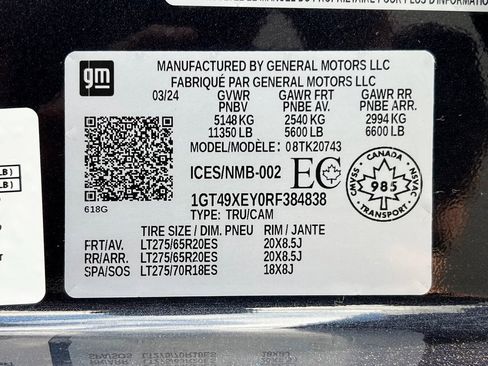 MANUFACTURED BY GENERAL MOTORS LLC
FABRIQUÉ PAR GENERAL MOTORS LLC
gm
03/24 GVWR GAWR FRT GAWR RR
PNBV PNBE AV. PNBE ARR.
5148 KG 2540 KG 2994 KG
11350 LB 5600 LB 6600 LB
MODEL/MODÈLE: 08TK20743
ICES/NMB-002 EC
CANADA
CMVSS 985 NSVAC
TRANSPORT
1GT49XEY0RF384838
618G
TYPE: TRU/CAM
TIRE SIZE / DIM. PNEU RIM / JANTE
FRT/AV. LT275/65R20ES 20X8.5J
RR/ARR. LT275/65R20ES 20X8.5J
SPA/SOS LT275/70R18ES 18X8J
LB)
LB)